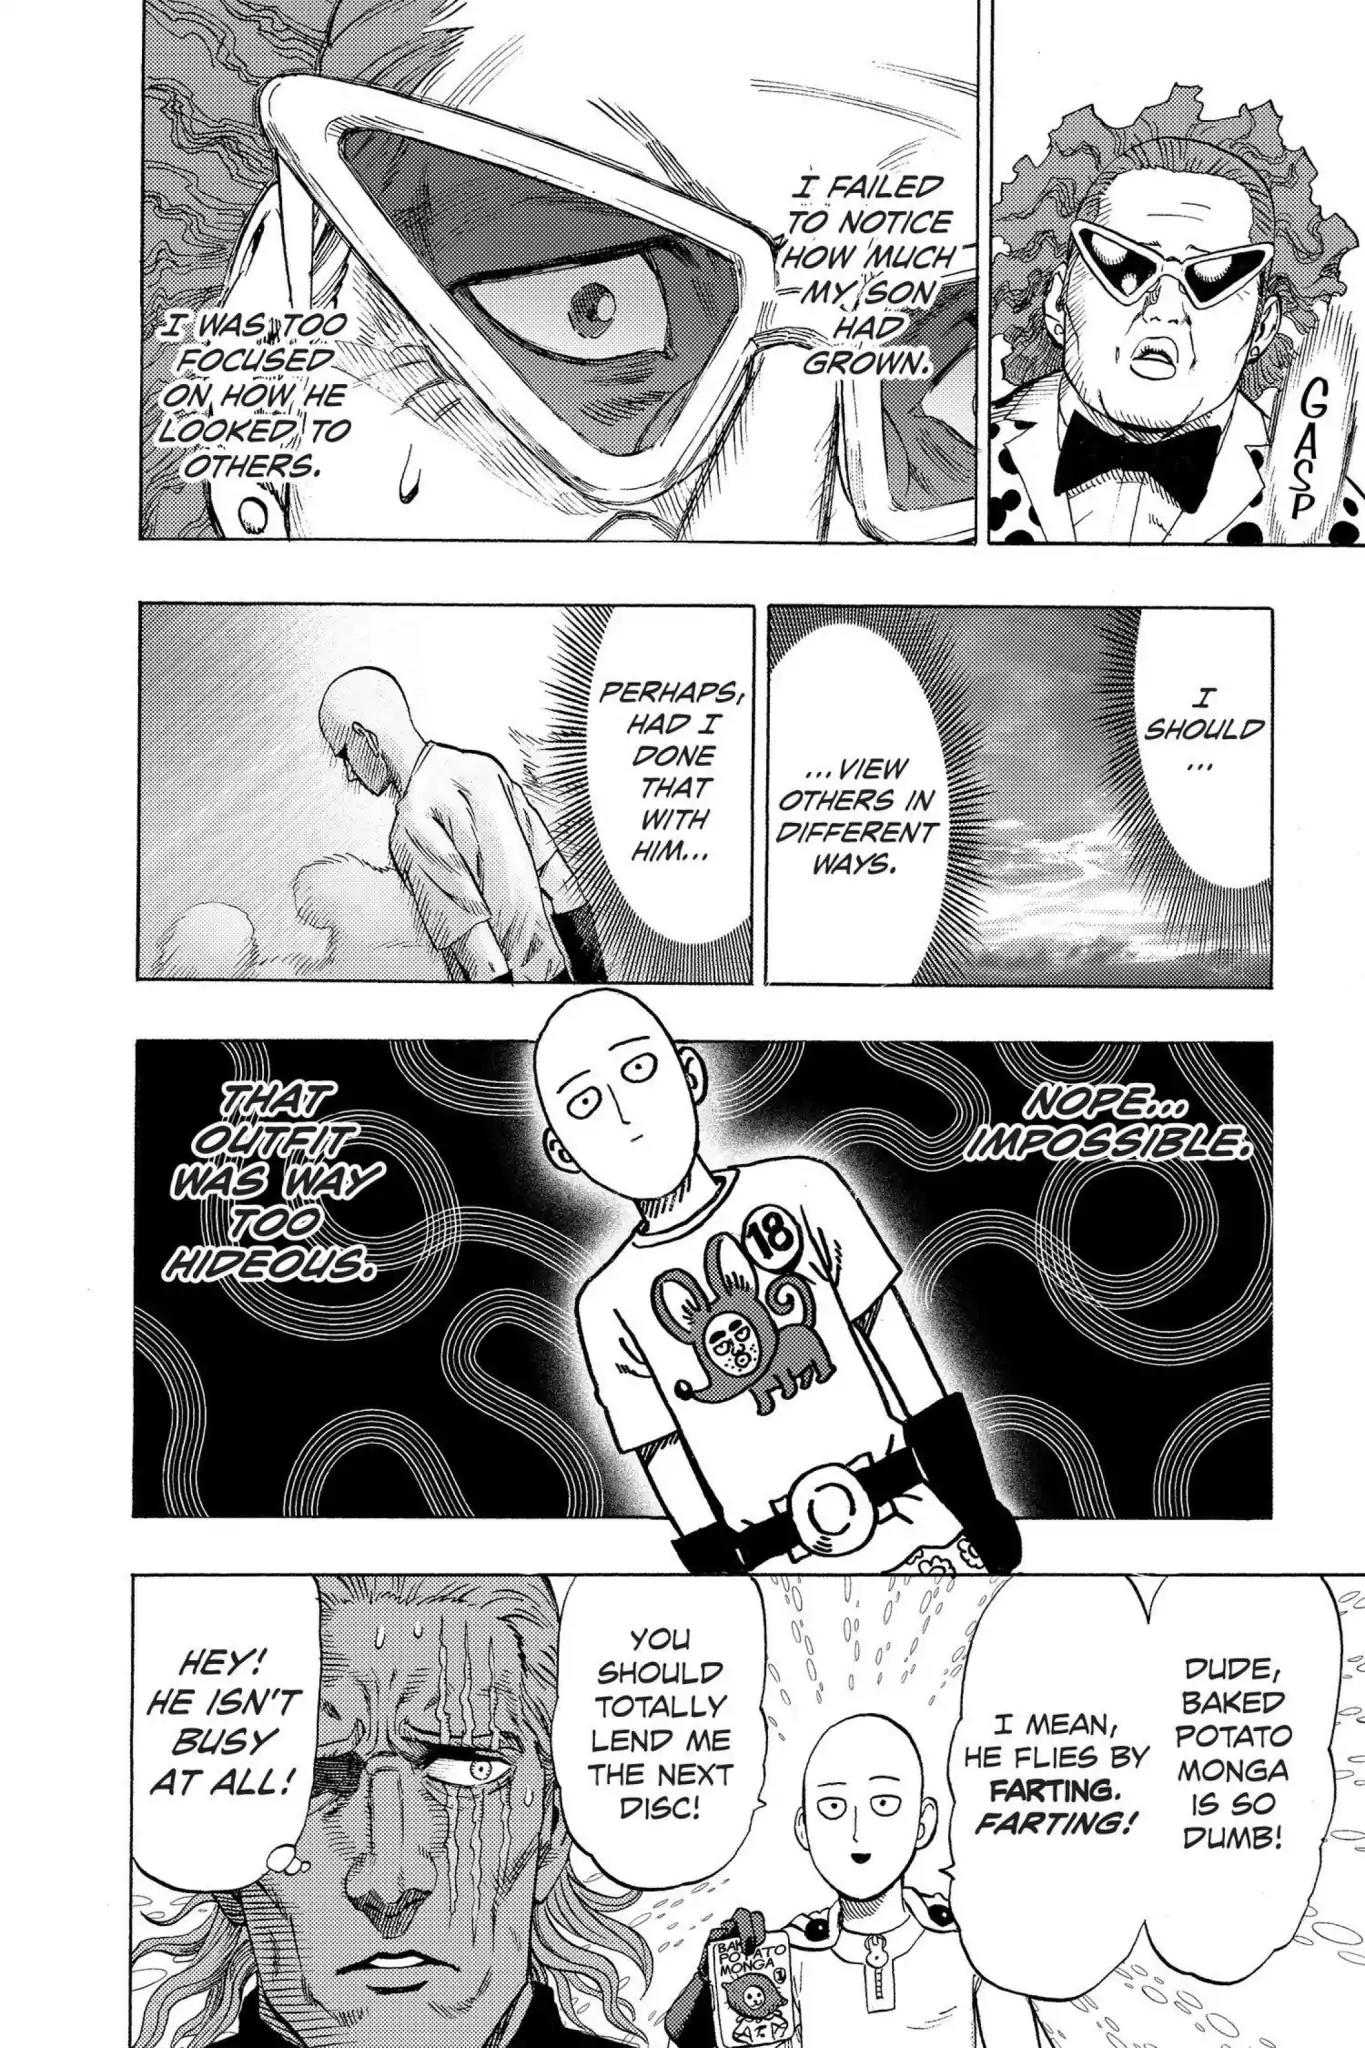 GASP
I FAILED
TO NOTICE
HOW MUCH
MY SON
HAD
GROWN.
I WAS TOO
FOCUSED
ON HOW HE
LOOKED TO
OTHERS.
I
SHOULD
...
...VIEW
OTHERS IN
DIFFERENT
WAYS.
PERHAPS,
HAD I
DONE
THAT
WITH
HIM...
NOPE...
IMPOSSIBLE.
THAT
OUTFIT
WAS WAY
TOO
HIDEOUS.
18
DUDE,
BAKED
POTATO
MONGA
IS SO
DUMB!
I MEAN,
HE FLIES BY
FARTING.
FARTING!
YOU
SHOULD
TOTALLY
LEND ME
THE NEXT
DISC!
POTATO
MONGA
1
HEY!
HE ISN'T
BUSY
AT ALL!